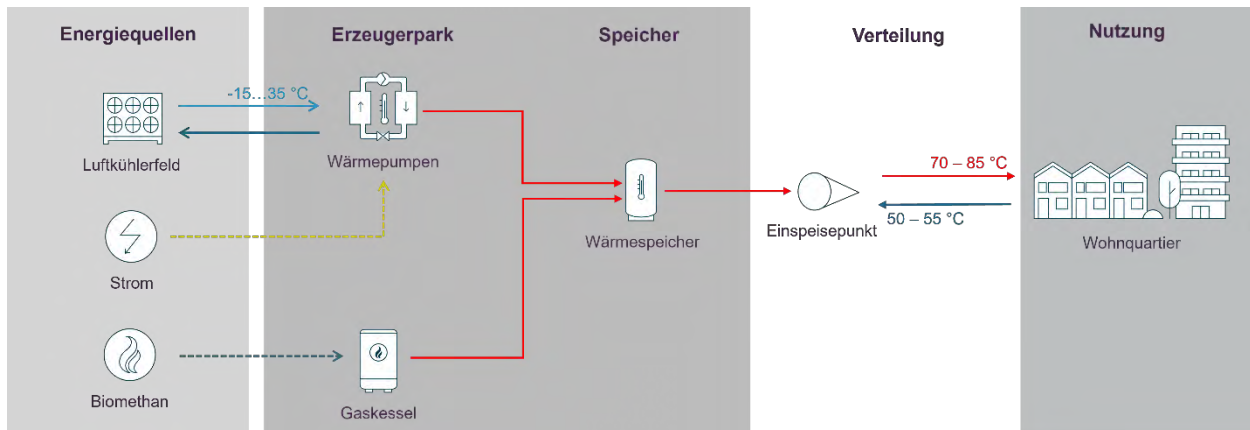 Energiequellen
Erzeugerpark
Speicher
Verteilung
Nutzung
-15…35 °C
Luftkühlerfeld
Wärmepumpen
70 – 85 °C
50 – 55 °C
Wärmespeicher
Einspeisepunkt
Wohnquartier
Strom
Biomethan
Gaskessel